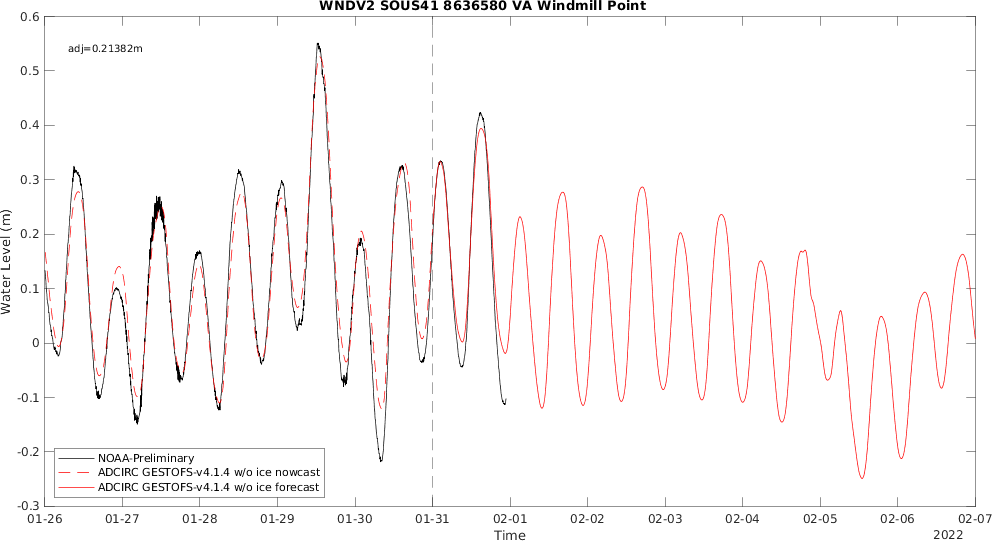 WNDV2 SOUS41 8636580 VA Windmill Point
0.6
adj=0.21382m
0.5
0.4
0.3
0.2
0.1
0
-0.1
-0.2
-0.3
Water Level (m)
NOAA-Preliminary
ADCIRC GESTOFS-v4.1.4 w/o ice nowcast
ADCIRC GESTOFS-v4.1.4 w/o ice forecast
01-26 01-27 01-28 01-29 01-30 01-31 02-01 02-02 02-03 02-04 02-05 02-06 02-07
Time
2022